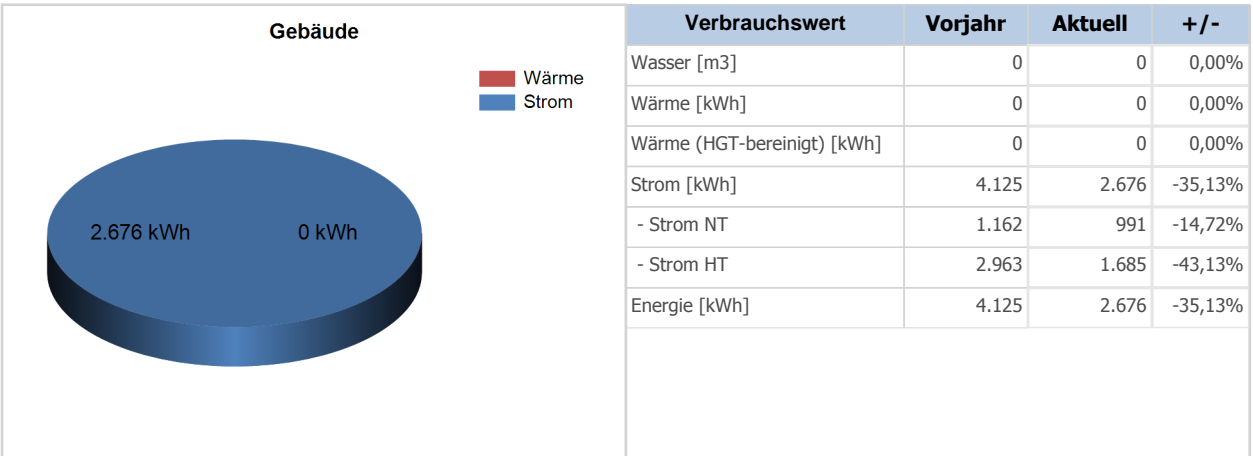 Gebäude
Wärme
Strom
2.676 kWh 0 kWh
Verbrauchswert Vorjahr Aktuell +/-
Wasser [m3] 0 0 0,00%
Wärme [kWh] 0 0 0,00%
Wärme (HGT-bereinigt) [kWh] 0 0 0,00%
Strom [kWh] 4.125 2.676 -35,13%
- Strom NT 1.162 991 -14,72%
- Strom HT 2.963 1.685 -43,13%
Energie [kWh] 4.125 2.676 -35,13%